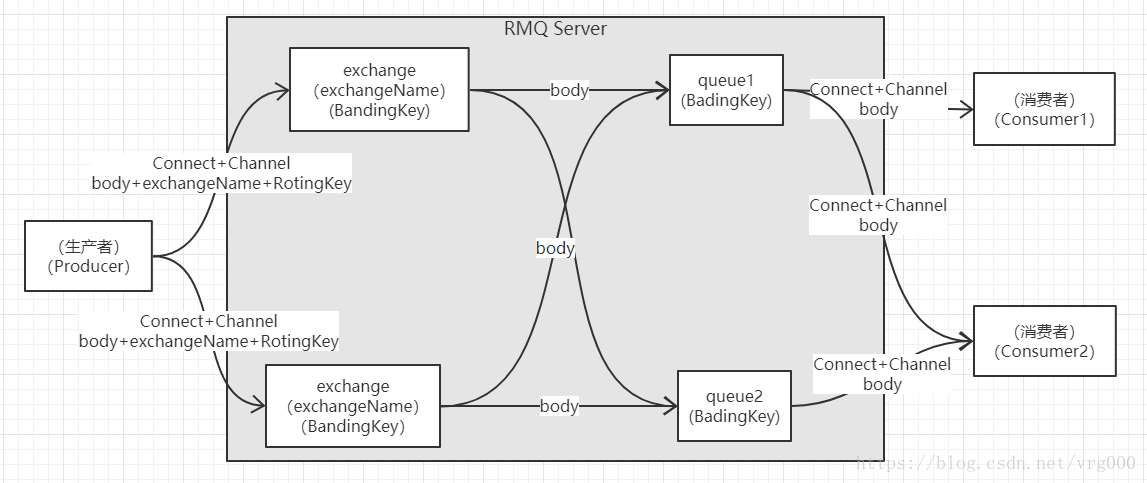 RMQ Server
exchange
（exchangeName）
（BandingKey）
body
queue1
（BadingKey）
Connect+Channel
body
（消费者）
（Consumer1）
Connect+Channel
body+exchangeName+RotingKey
Connect+Channel
body
（生产者）
（Producer）
body
Connect+Channel
body+exchangeName+RotingKey
（消费者）
（Consumer2）
Connect+Channel
body
exchange
（exchangeName）
（BandingKey）
body
queue2
（BadingKey）
https://blog.csdn.net/vrg000